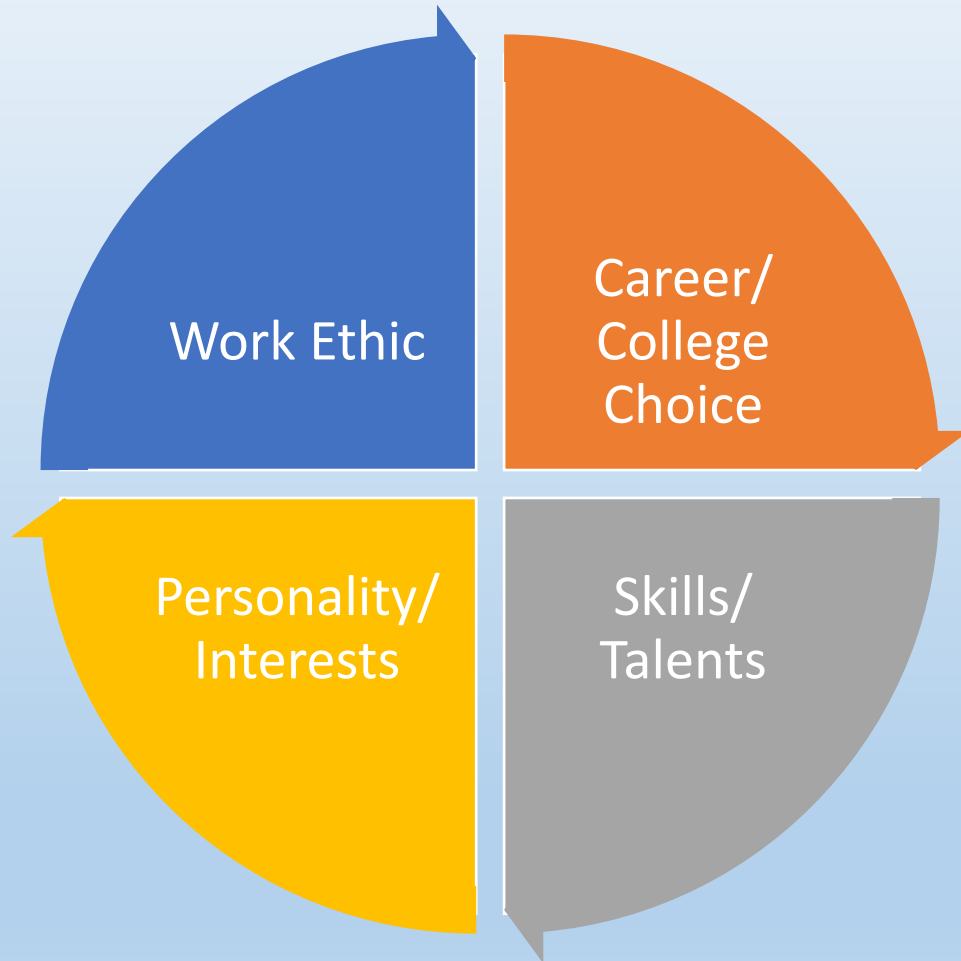 Work Ethic
Career/
College
Choice
Personality/
Interests
Skills/
Talents